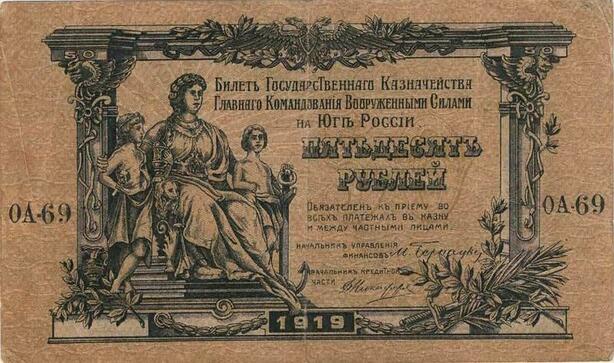 50 50
Билетъ Государственнаго Казначейства
Главнаго Командованія Вооруженными Силами
на Югѣ Россіи.
ПЯТЬДЕСЯТЪ
РУБЛЕЙ
ОА-69 ОА-69
ОБЯЗАТЕЛЕНЪ КЪ ПРІЕМУ ВО
ВСѢХЪ ПЛАТЕЖАХЪ ВЪ КАЗНУ
И МЕЖДУ ЧАСТНЫМИ ЛИЦАМИ.
НАЧАЛЬНИКЪ УПРАВЛЕНІЯ
ФИНАНСОВЪ
НАЧАЛЬНИКЪ КРЕДИТНОЙ
ЧАСТИ
1919